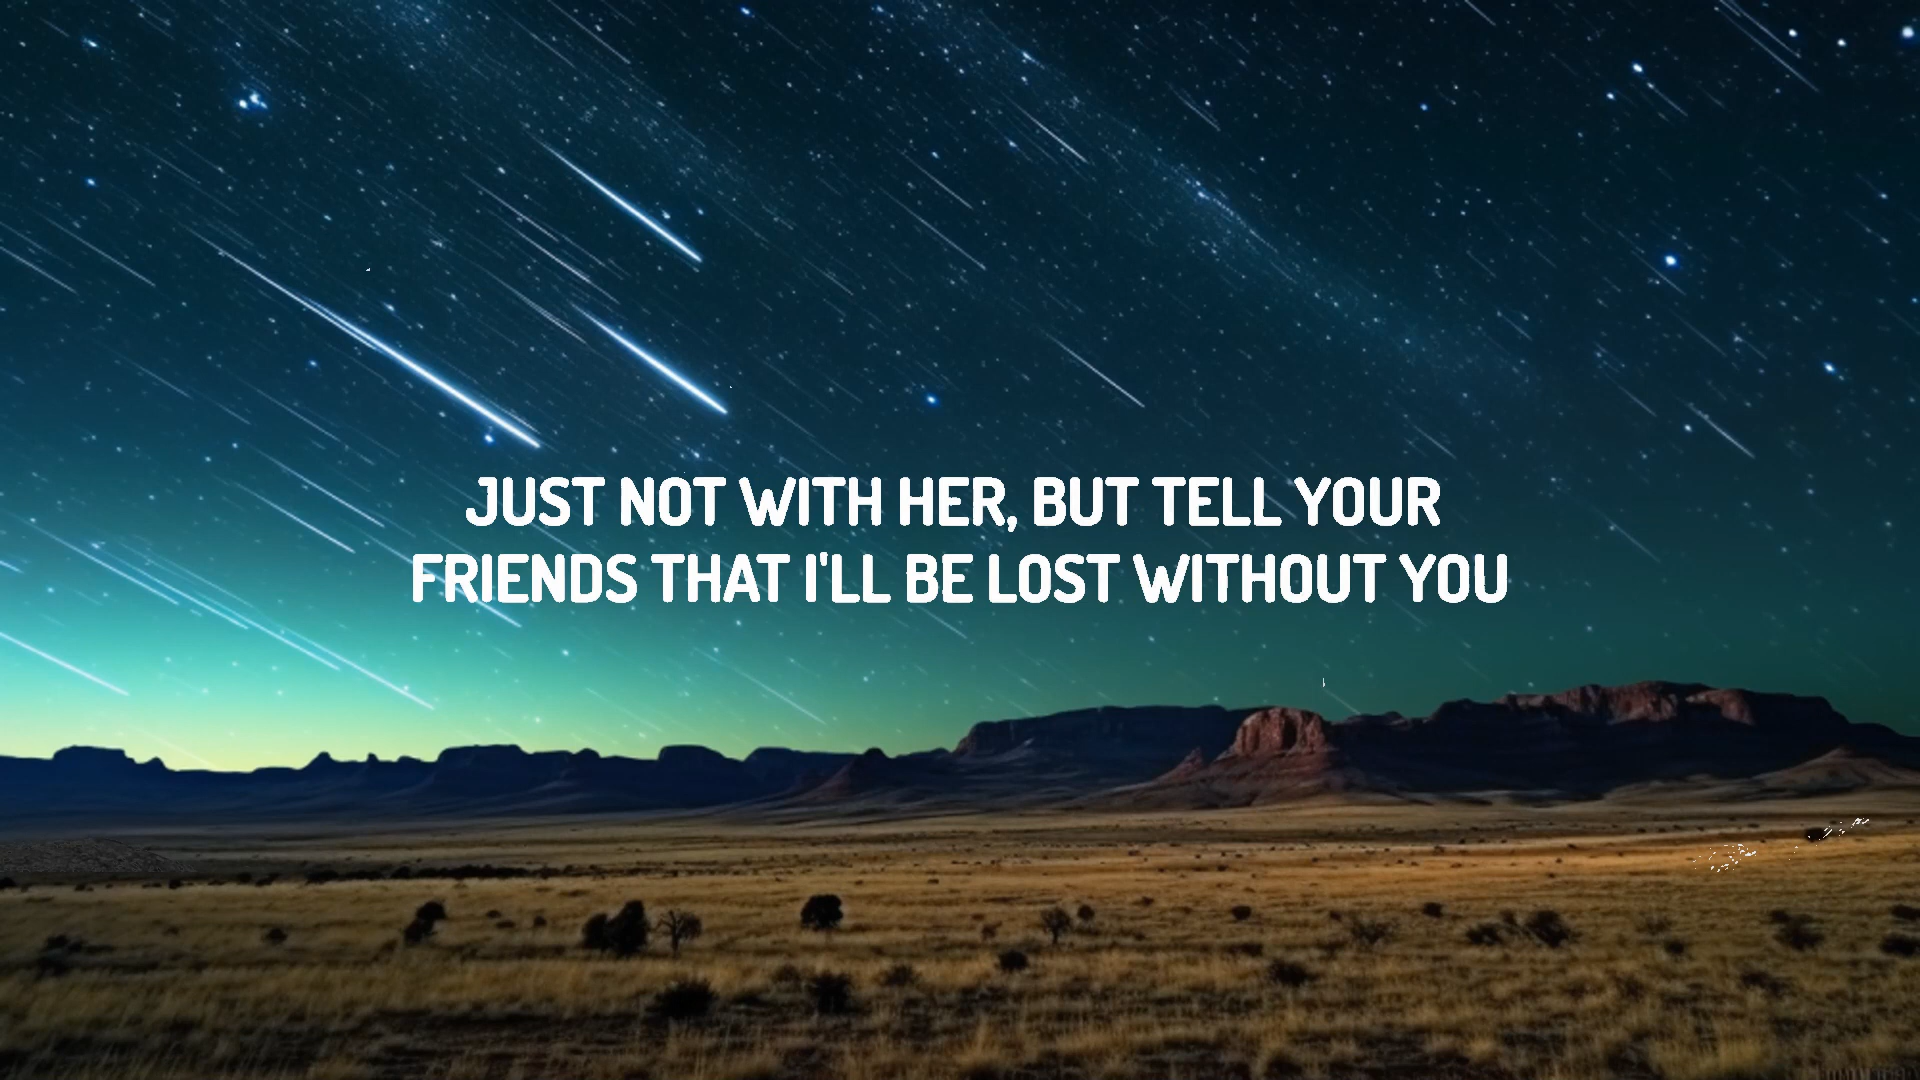 JUST NOT WITH HER, BUT TELL YOUR
FRIENDS THAT I'LL BE LOST WITHOUT YOU